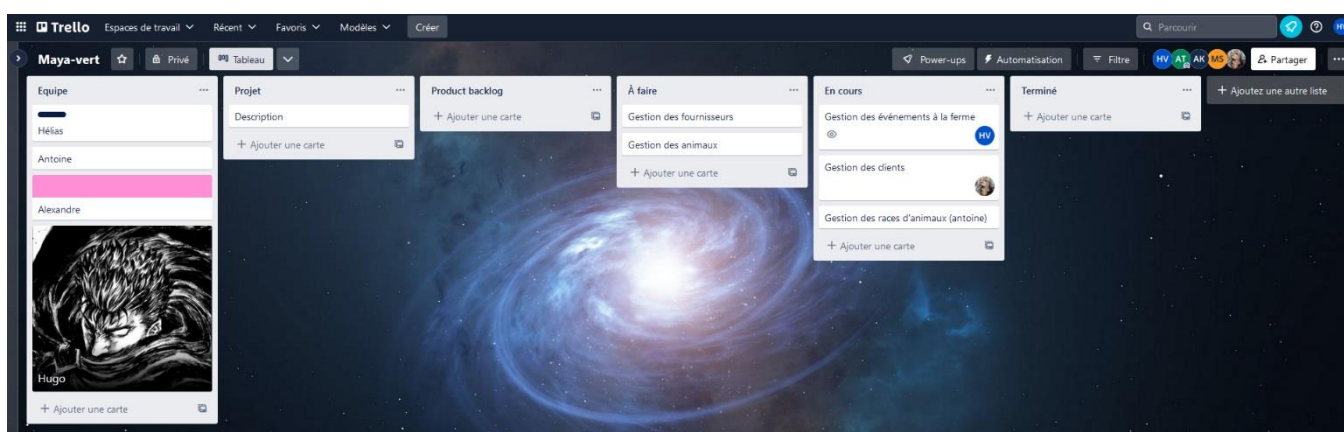 Trello Espaces de travail Récent Favoris Modèles Créer Parcourir
Maya-vert Privé Tableau Power-ups Automatisation Filtre HV AT AK MS Partager
Equipe
Hélias
Antoine
Alexandre
Hugo
+ Ajouter une carte
Projet
Description
+ Ajouter une carte
Product backlog
+ Ajouter une carte
À faire
Gestion des fournisseurs
Gestion des animaux
+ Ajouter une carte
En cours
Gestion des événements à la ferme
HV
Gestion des clients
Gestion des races d'animaux (antoine)
+ Ajouter une carte
Terminé
+ Ajouter une carte
+ Ajoutez une autre liste